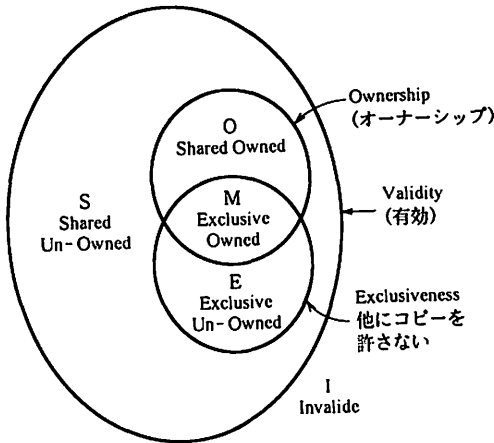 Ownership
(オーナーシップ)
O
Shared Owned
M
Exclusive
Owned
S
Shared
Un-Owned
Validity
(有効)
E
Exclusive
Un-Owned
Exclusiveness
他にコピーを
許さない
I
Invalide